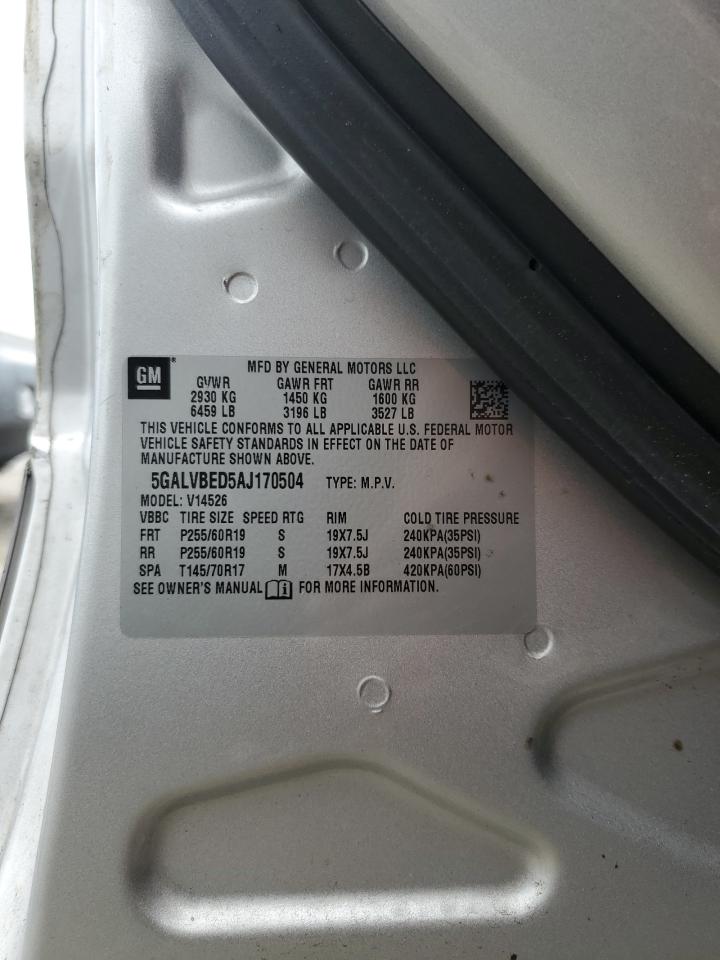 GM®
MFD BY GENERAL MOTORS LLC
GVWR GAWR FRT GAWR RR
2930 KG 1450 KG 1600 KG
6459 LB 3196 LB 3527 LB
THIS VEHICLE CONFORMS TO ALL APPLICABLE U.S. FEDERAL MOTOR
VEHICLE SAFETY STANDARDS IN EFFECT ON THE DATE OF
MANUFACTURE SHOWN ABOVE.
5GALVBED5AJ170504 TYPE: M.P.V.
MODEL: V14526
VBBC TIRE SIZE SPEED RTG RIM COLD TIRE PRESSURE
FRT P255/60R19 S 19X7.5J 240KPA(35PSI)
RR P255/60R19 S 19X7.5J 240KPA(35PSI)
SPA T145/70R17 M 17X4.5B 420KPA(60PSI)
SEE OWNER'S MANUAL i FOR MORE INFORMATION.